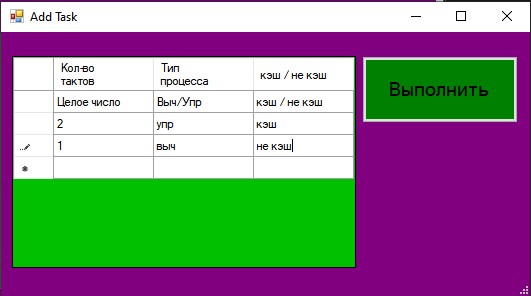 Add Task
Кол-во тактов Тип процесса кэш / не кэш
Целое число Выч/Упр кэш / не кэш
2 упр кэш
1 выч не кэш
Выполнить